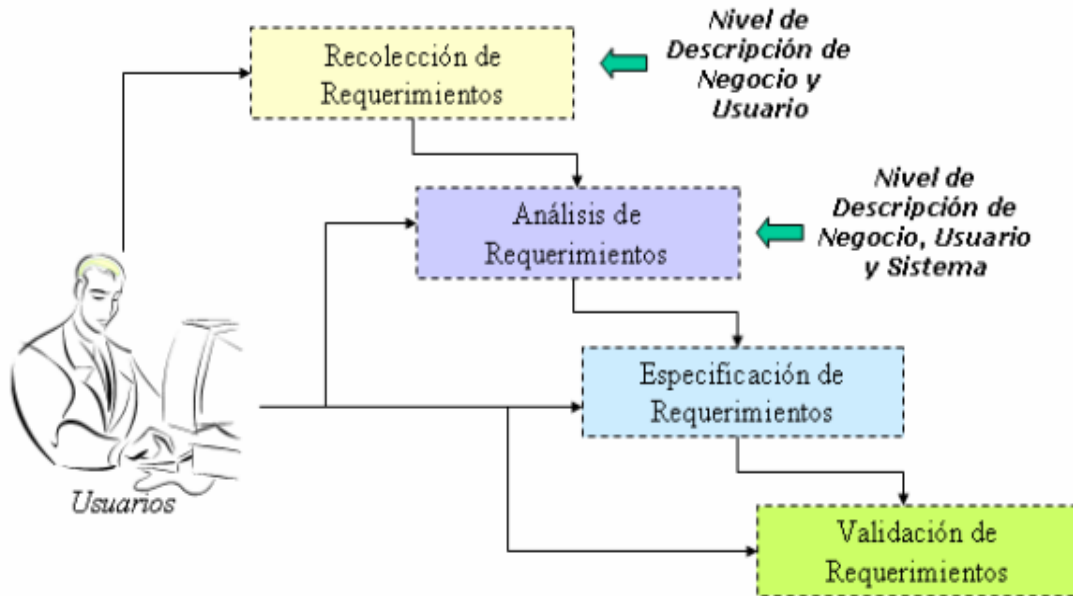 Recolección de
Requerimientos
Nivel de
Descripción de
Negocio y
Usuario
Análisis de
Requerimientos
Nivel de
Descripción de
Negocio, Usuario
y Sistema
Especificación de
Requerimientos
Usuarios
Validación de
Requerimientos